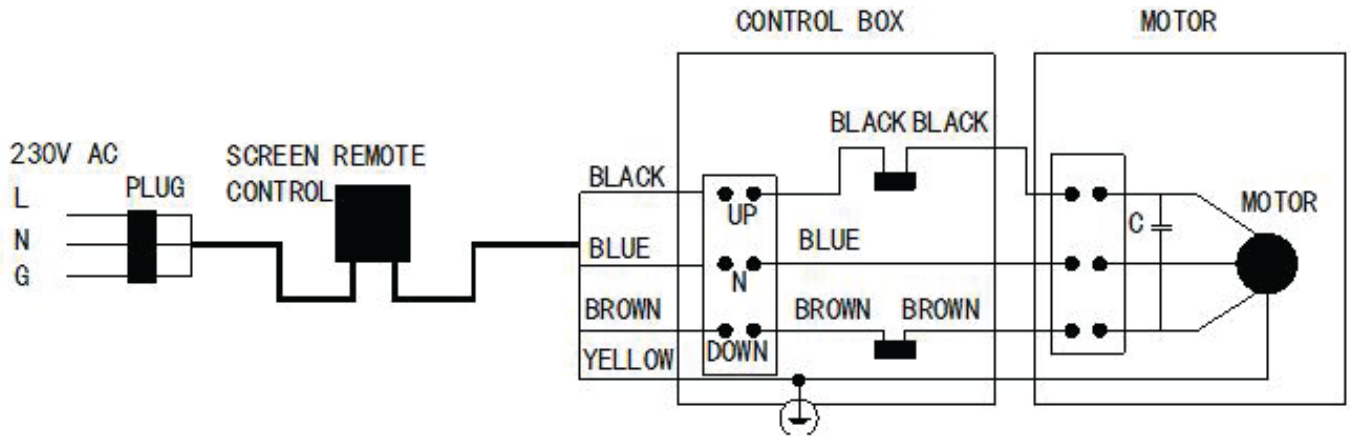 CONTROL BOX
MOTOR
BLACK BLACK
230V AC
SCREEN REMOTE
CONTROL
PLUG
L
N
G
BLACK
BLUE
BROWN
YELLOW
UP
N
DOWN
BLUE
BROWN BROWN
C
MOTOR